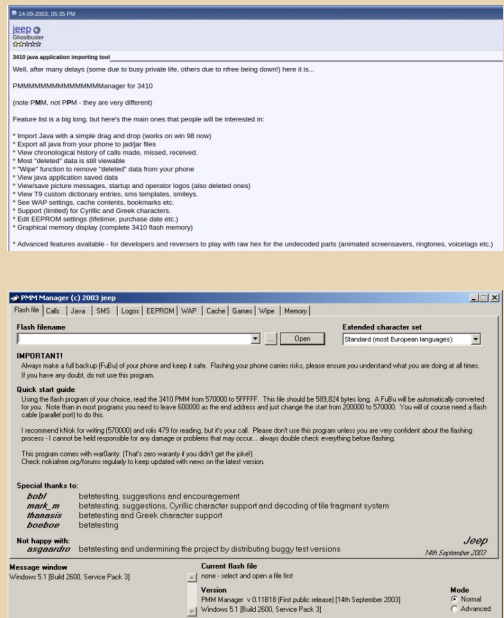 14-09-2003, 05:35 PM
jeep
Ghostbuster
3410 java application importing tool
Well, after many delays (some due to busy private life, others due to nfree being down!) here it is...
PMMMMMMMMMMMMMManager for 3410
(note PMM, not PPM - they are very different)
Feature list is a big long, but here's the main ones that people will be interested in:
* Import Java with a simple drag and drop (works on win 98 now)
* Export all java from your phone to jad/jar files
* View chronological history of calls made, missed, received.
* Most "deleted" data is still viewable
* "Wipe" function to remove "deleted" data from your phone
* View java application saved data
* View/save picture messages, startup and operator logos (also deleted ones)
* View T9 custom dictionary entries, sms templates, smileys.
* See WAP settings, cache contents, bookmarks etc.
* Support (limited) for Cyrillic and Greek characters.
* Edit EEPROM settings (lifetimer, purchase date etc.)
* Graphical memory display (complete 3410 flash memory)
* Advanced features available - for developers and reversers to play with raw hex for the undecoded parts (animated screensavers, ringtones, voicetags etc.)
PMM Manager (c) 2003 jeep
Flash file Calls Java SMS Logos EEPROM WAP Cache Games Wipe Memory
Flash filename Extended character set
... Open Standard (most European languages)
IMPORTANT!
Always make a full backup (FuBu) of your phone and keep it safe. Flashing your phone carries risks, please ensure you understand what you are doing at all times.
If you have any doubt, do not use this program.
Quick start guide
Using the flash program of your choice, read the 3410 PMM from 570000 to 5FFFFF. This file should be 589,824 bytes long. A FuBu will be automatically converted
for you. Note than in most programs you need to leave 600000 as the end address and just change the start from 200000 to 570000. You will of course need a flash
cable (parallel port) to do this.
I recommend kNok for writing (570000) and rolis 479 for reading, but it's your call. Please don't use this program unless you are very confident about the flashing
process - I cannot be held responsible for any damage or problems that may occur... always double check everything before flashing.
This program comes with war0anty. (That's zero waranty if you didn't get the joke!)
Check nokiafree.org/forums regularly to keep updated with news on the latest version.
Special thanks to:
bobl betatesting, suggestions and encouragement
mark_m betatesting, suggestions, Cyrillic character support and decoding of file fragment system
thanasis betatesting and Greek character support
boeboe betatesting
Not happy with:
asgaardro betatesting and undermining the project by distributing buggy test versions
Jeep
14th September 2003
Message window Current flash file
Windows 5.1 [Build 2600, Service Pack 3] none - select and open a file first
Version Mode
PMM Manager v 0.11B18 (First public release) [14th September 2003] Normal
Windows 5.1 [Build 2600, Service Pack 3] Advanced